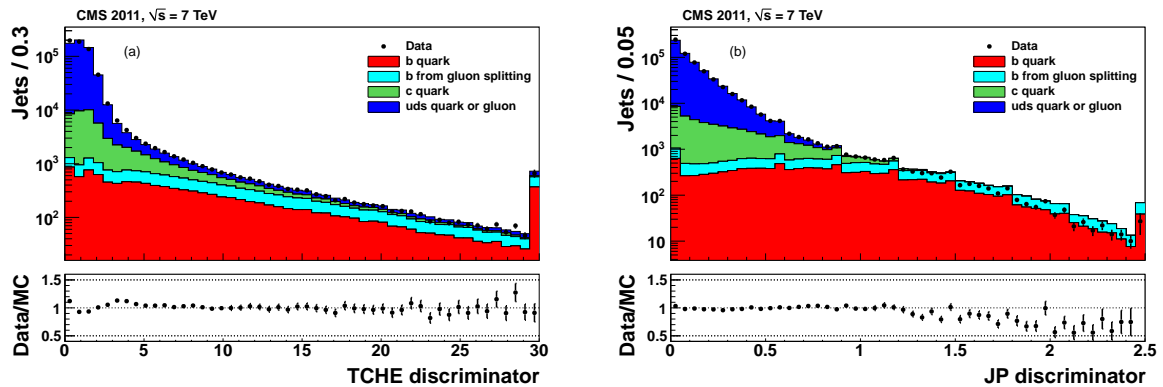 CMS 2011, √s = 7 TeV
Jets / 0.3
10^5
10^4
10^3
10^2
(a)
Data
b quark
b from gluon splitting
c quark
uds quark or gluon
Data/MC
1.5
1
0.5
0 5 10 15 20 25 30
TCHE discriminator
CMS 2011, √s = 7 TeV
Jets / 0.05
10^5
10^4
10^3
10^2
10
(b)
Data
b quark
b from gluon splitting
c quark
uds quark or gluon
Data/MC
1.5
1
0.5
0 0.5 1 1.5 2 2.5
JP discriminator